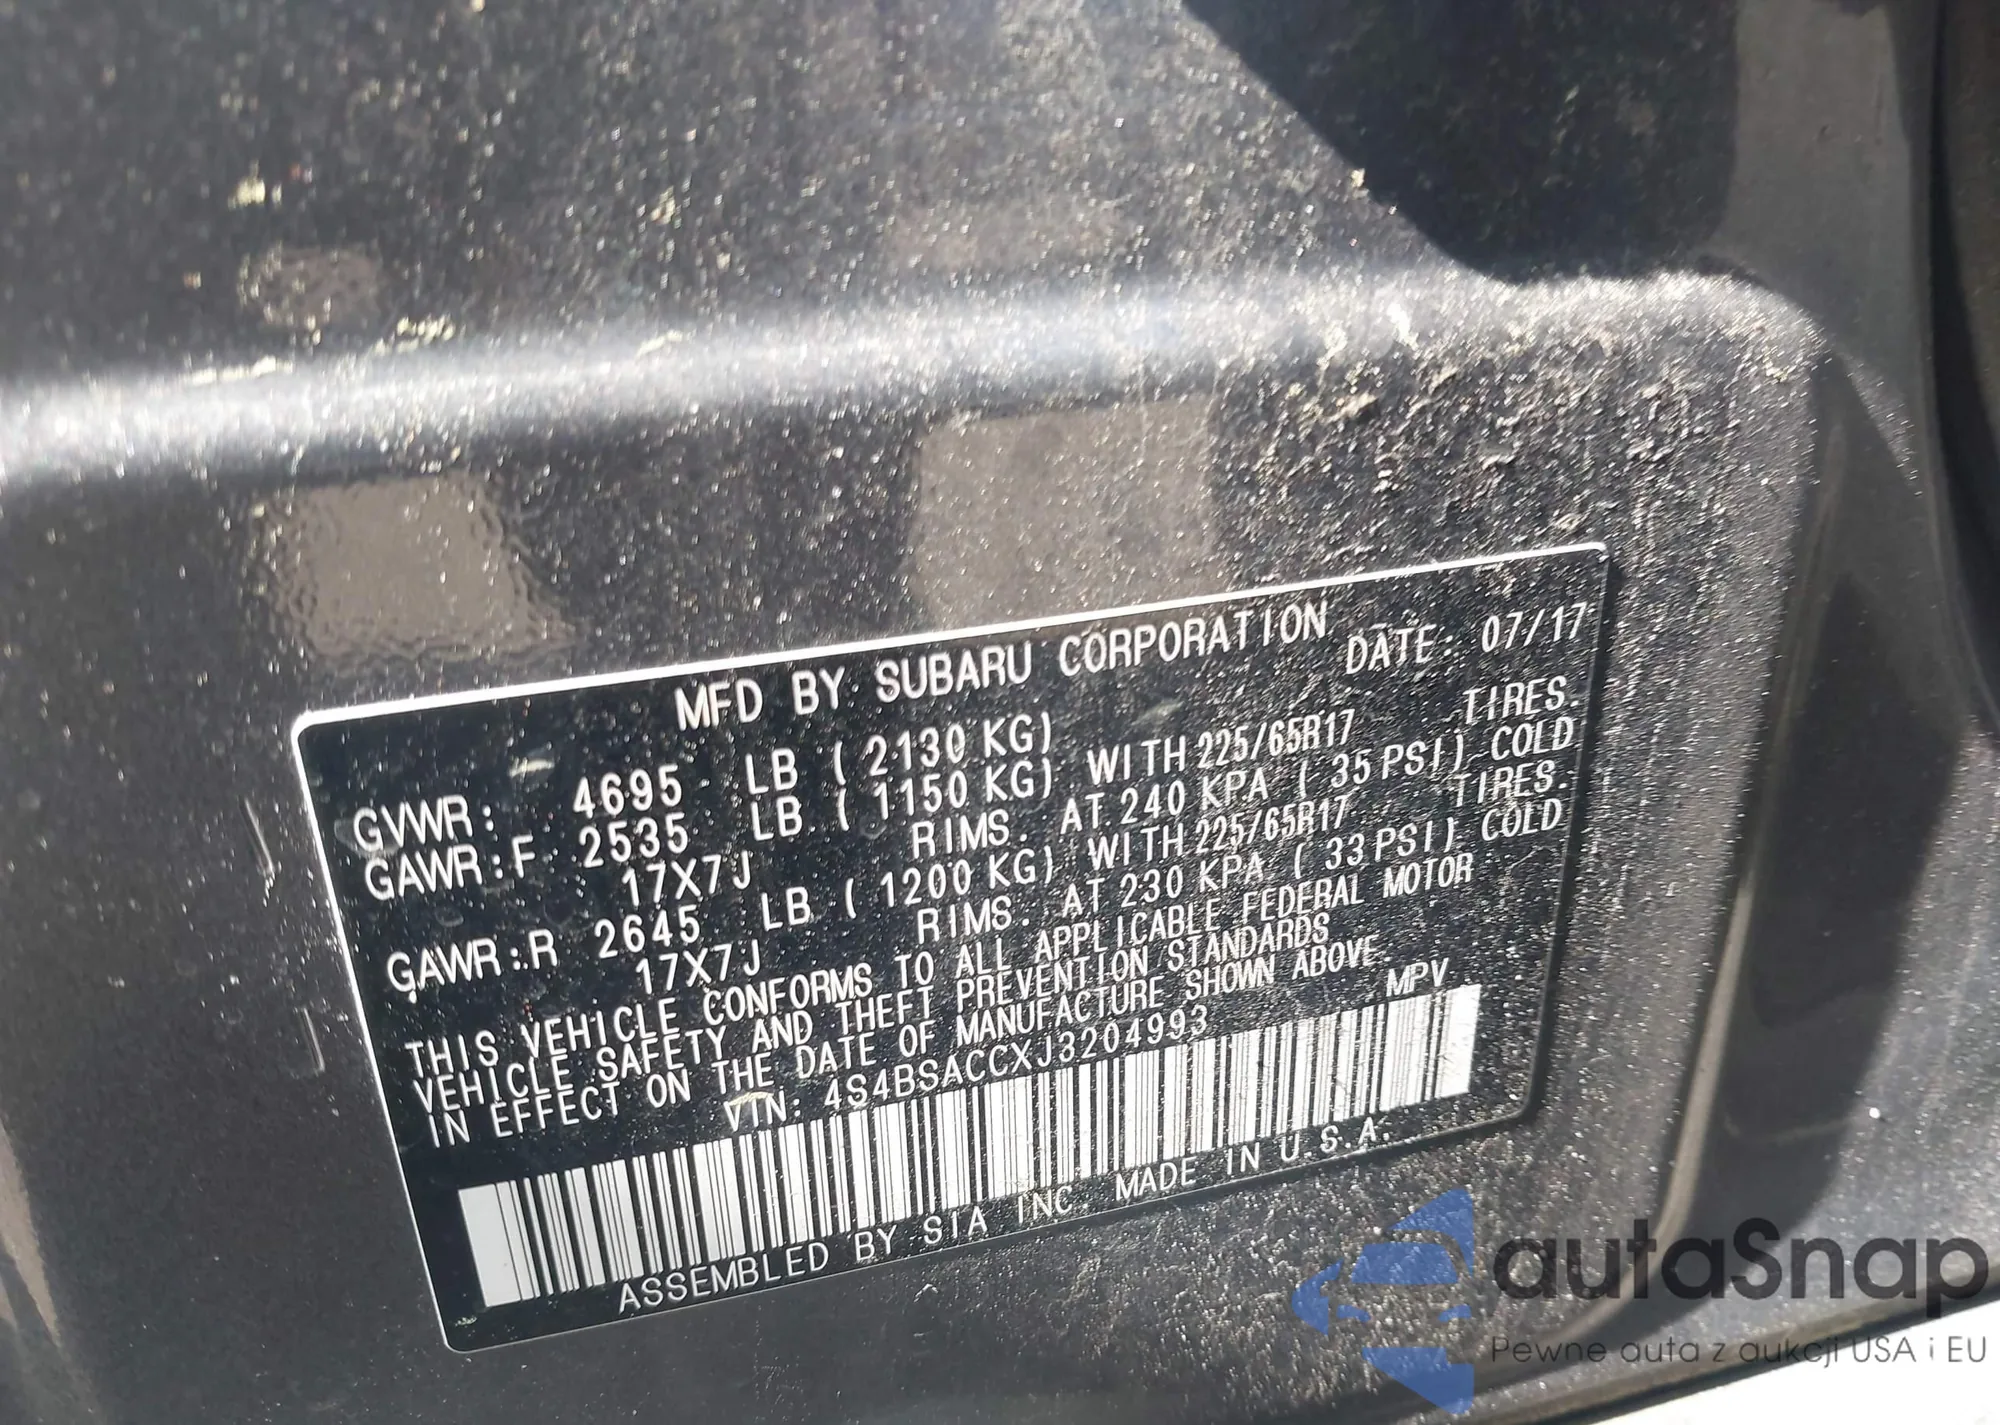 MFD BY SUBARU CORPORATION
DATE: 07/17
GVWR: 4695 LB ( 2130 KG)
GAWR:F 2535 LB ( 1150 KG) WITH 225/65R17 TIRES.
17X7J RIMS. AT 240 KPA ( 35 PSI) COLD
GAWR:R 2645 LB ( 1200 KG) WITH 225/65R17 TIRES.
17X7J RIMS. AT 230 KPA ( 33 PSI) COLD
THIS VEHICLE CONFORMS TO ALL APPLICABLE FEDERAL MOTOR
VEHICLE SAFETY AND THEFT PREVENTION STANDARDS
IN EFFECT ON THE DATE OF MANUFACTURE SHOWN ABOVE.
VIN: 4S4BSACCXJ3204993 MPV
ASSEMBLED BY SIA INC. MADE IN U.S.A.
autaSnap
Pewne auta z aukcji USA i EU